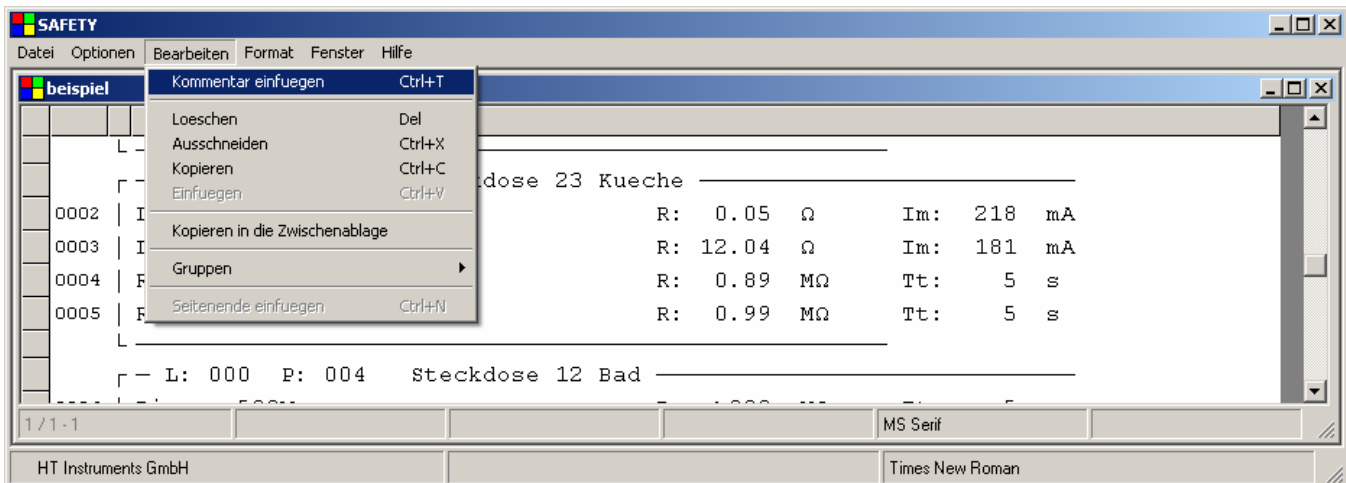 SAFETY
Datei Optionen Bearbeiten Format Fenster Hilfe
beispiel
Kommentar einfuegen Ctrl+T
Loeschen Del
Ausschneiden Ctrl+X
Kopieren Ctrl+C
Einfuegen Ctrl+V
Kopieren in die Zwischenablage
Gruppen
Seitenende einfuegen Ctrl+N
23 Kueche
0002 R: 0.05 Ω Im: 218 mA
0003 R: 12.04 Ω Im: 181 mA
0004 R: 0.89 MΩ Tt: 5 s
0005 R: 0.99 MΩ Tt: 5 s
L: 000 P: 004 Steckdose 12 Bad
1 / 1 - 1 MS Serif
HT Instruments GmbH Times New Roman